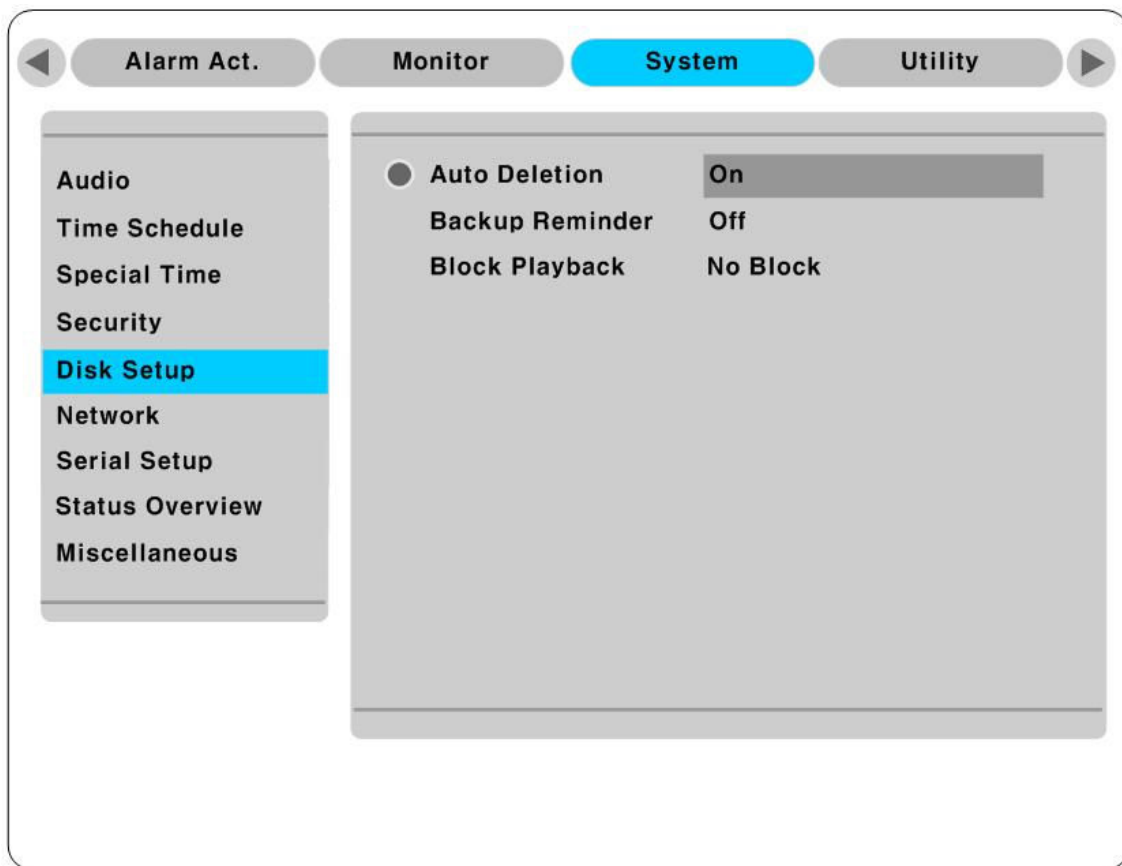 Alarm Act. Monitor System Utility
Audio
Time Schedule
Special Time
Security
Disk Setup
Network
Serial Setup
Status Overview
Miscellaneous
Auto Deletion On
Backup Reminder Off
Block Playback No Block